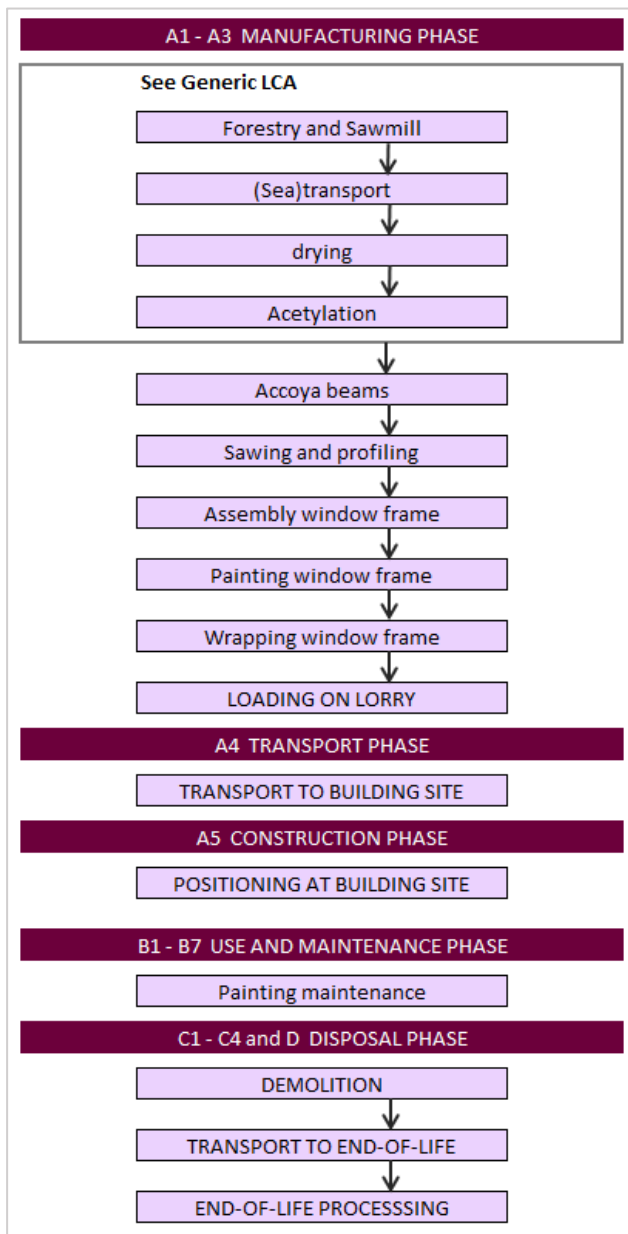 A1 - A3 MANUFACTURING PHASE
See Generic LCA
Forestry and Sawmill
(Sea)transport
drying
Acetylation
Accoya beams
Sawing and profiling
Assembly window frame
Painting window frame
Wrapping window frame
LOADING ON LORRY
A4 TRANSPORT PHASE
TRANSPORT TO BUILDING SITE
A5 CONSTRUCTION PHASE
POSITIONING AT BUILDING SITE
B1 - B7 USE AND MAINTENANCE PHASE
Painting maintenance
C1 - C4 and D DISPOSAL PHASE
DEMOLITION
TRANSPORT TO END-OF-LIFE
END-OF-LIFE PROCESSSING